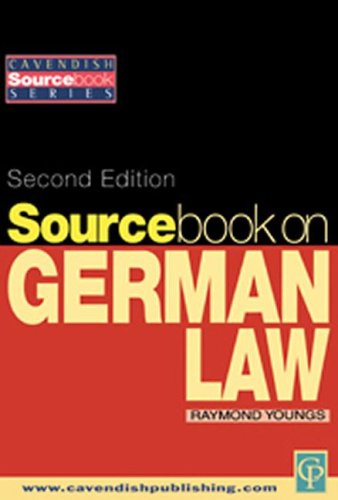 CAVENDISH
Sourcebook
SERIES
Second Edition
Sourcebook on
GERMAN
LAW
RAYMOND YOUNGS
www.cavendishpublishing.com
CP